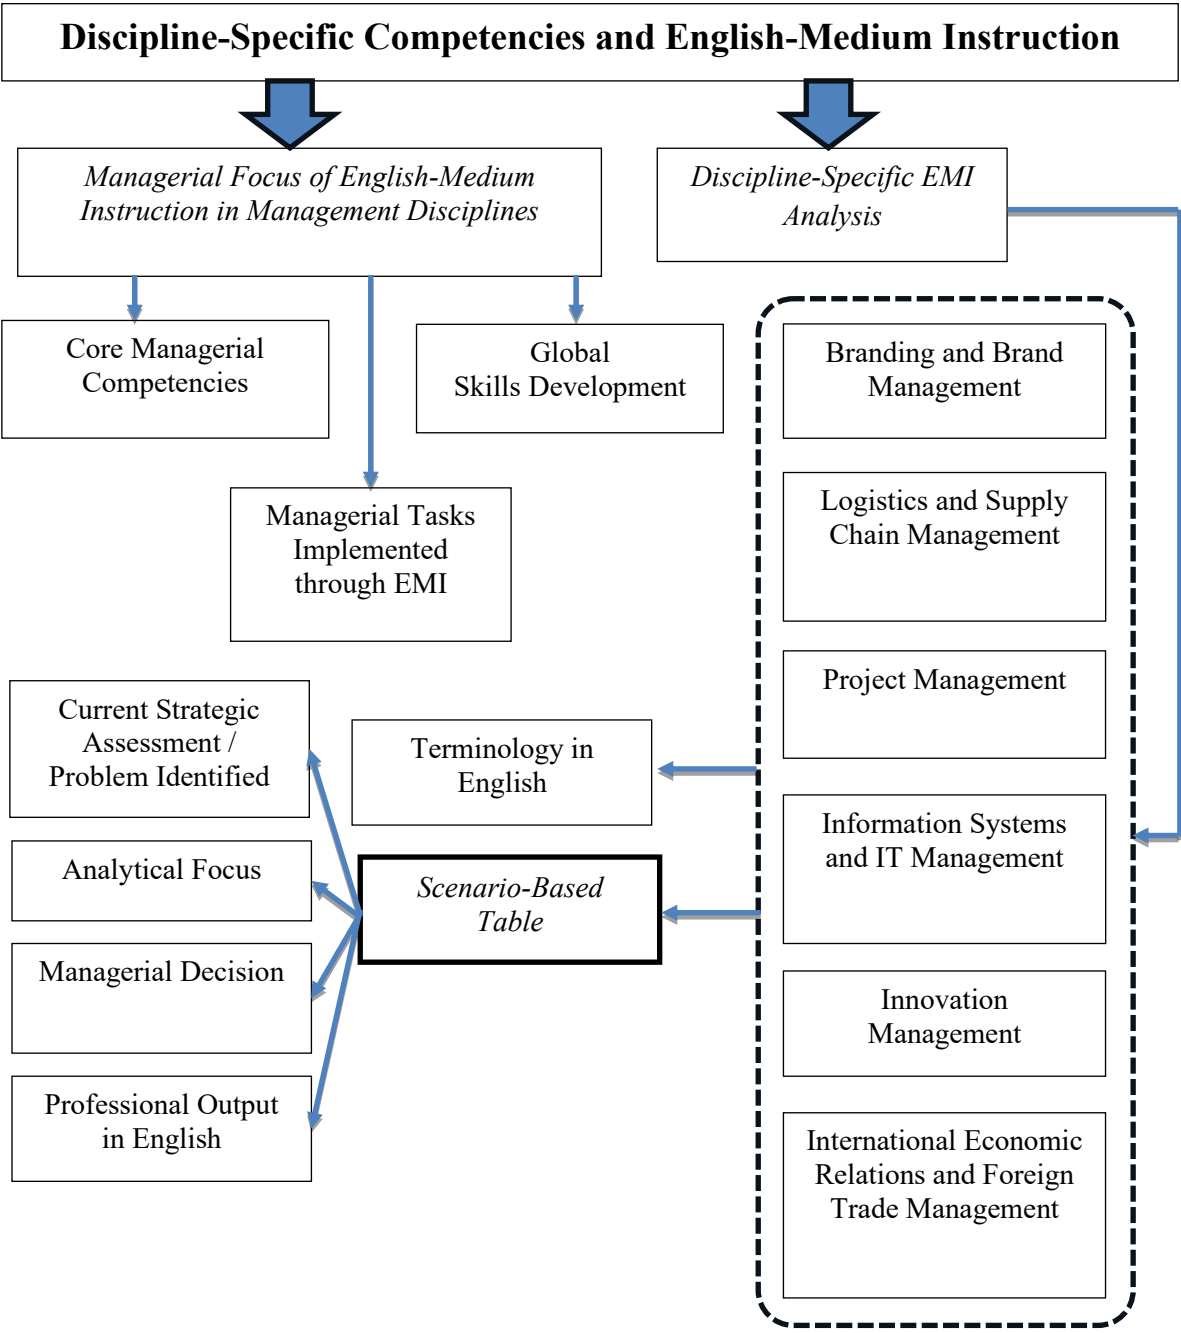 Discipline-Specific Competencies and English-Medium Instruction
Managerial Focus of English-Medium
Instruction in Management Disciplines
Discipline-Specific EMI
Analysis
Core Managerial
Competencies
Global
Skills Development
Managerial Tasks
Implemented
through EMI
Branding and Brand
Management
Logistics and Supply
Chain Management
Project Management
Information Systems
and IT Management
Innovation
Management
International Economic
Relations and Foreign
Trade Management
Terminology in
English
Scenario-Based
Table
Current Strategic
Assessment /
Problem Identified
Analytical Focus
Managerial Decision
Professional Output
in English